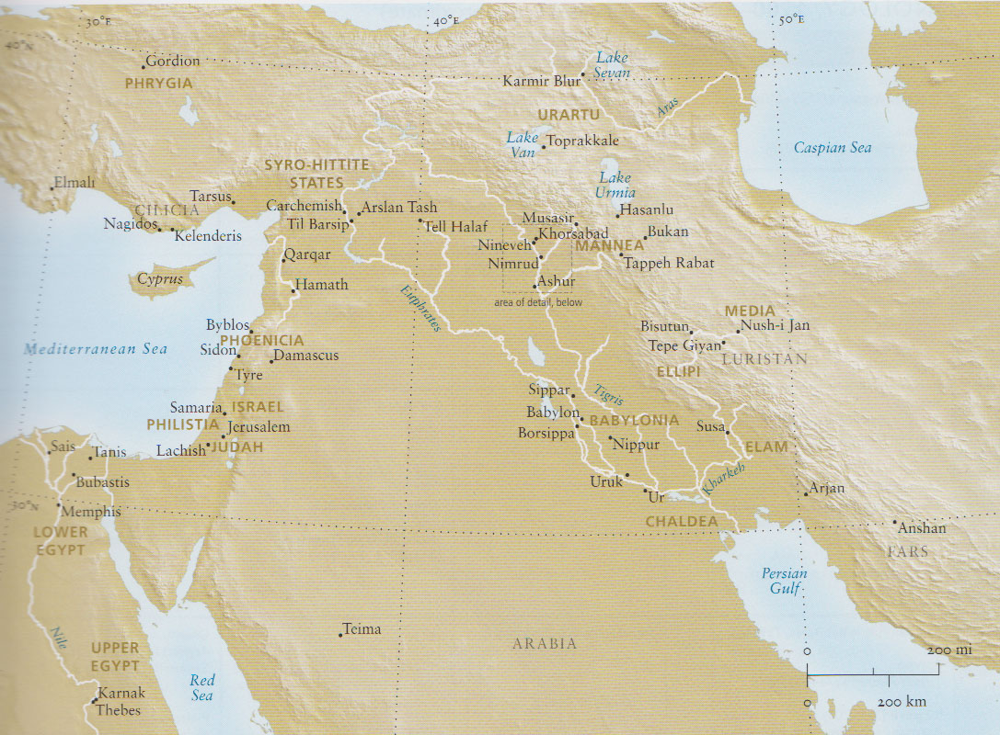 30°E
40°E
50°E
40°N
Gordion
PHRYGIA
Lake
Sevan
Karmir Blur
URARTU
Aras
Lake
Van
Toprakkale
Caspian Sea
SYRO-HITTITE
STATES
Lake
Urmia
Elmali
Tarsus
CILICIA
Carchemish
Arslan Tash
Hasanlu
Nagidos
Kelenderis
Til Barsip
Tell Halaf
Musasir
Khorsabad
Bukan
Nineveh
MANNEA
Qarqar
Nimrud
Tappeh Rabat
Cyprus
Hamath
Ashur
Euphrates
area of detail, below
MEDIA
Byblos
Bisutun
Nush-i Jan
PHOENICIA
Mediterranean Sea
Sidon
Damascus
Tepe Giyan
LURISTAN
Tyre
ELLIPI
Sippar
Tigris
Samaria
ISRAEL
Babylon
BABYLONIA
PHILISTIA
Jerusalem
Borsippa
Susa
Sais
Tanis
Lachish
JUDAH
Nippur
ELAM
Bubastis
Uruk
Kharkeh
Arjan
Ur
30°N
Memphis
LOWER
EGYPT
CHALDEA
Anshan
FARS
Persian
Gulf
Teima
ARABIA
Nile
UPPER
EGYPT
Red
Sea
0
200 mi
Karnak
Thebes
0
200 km